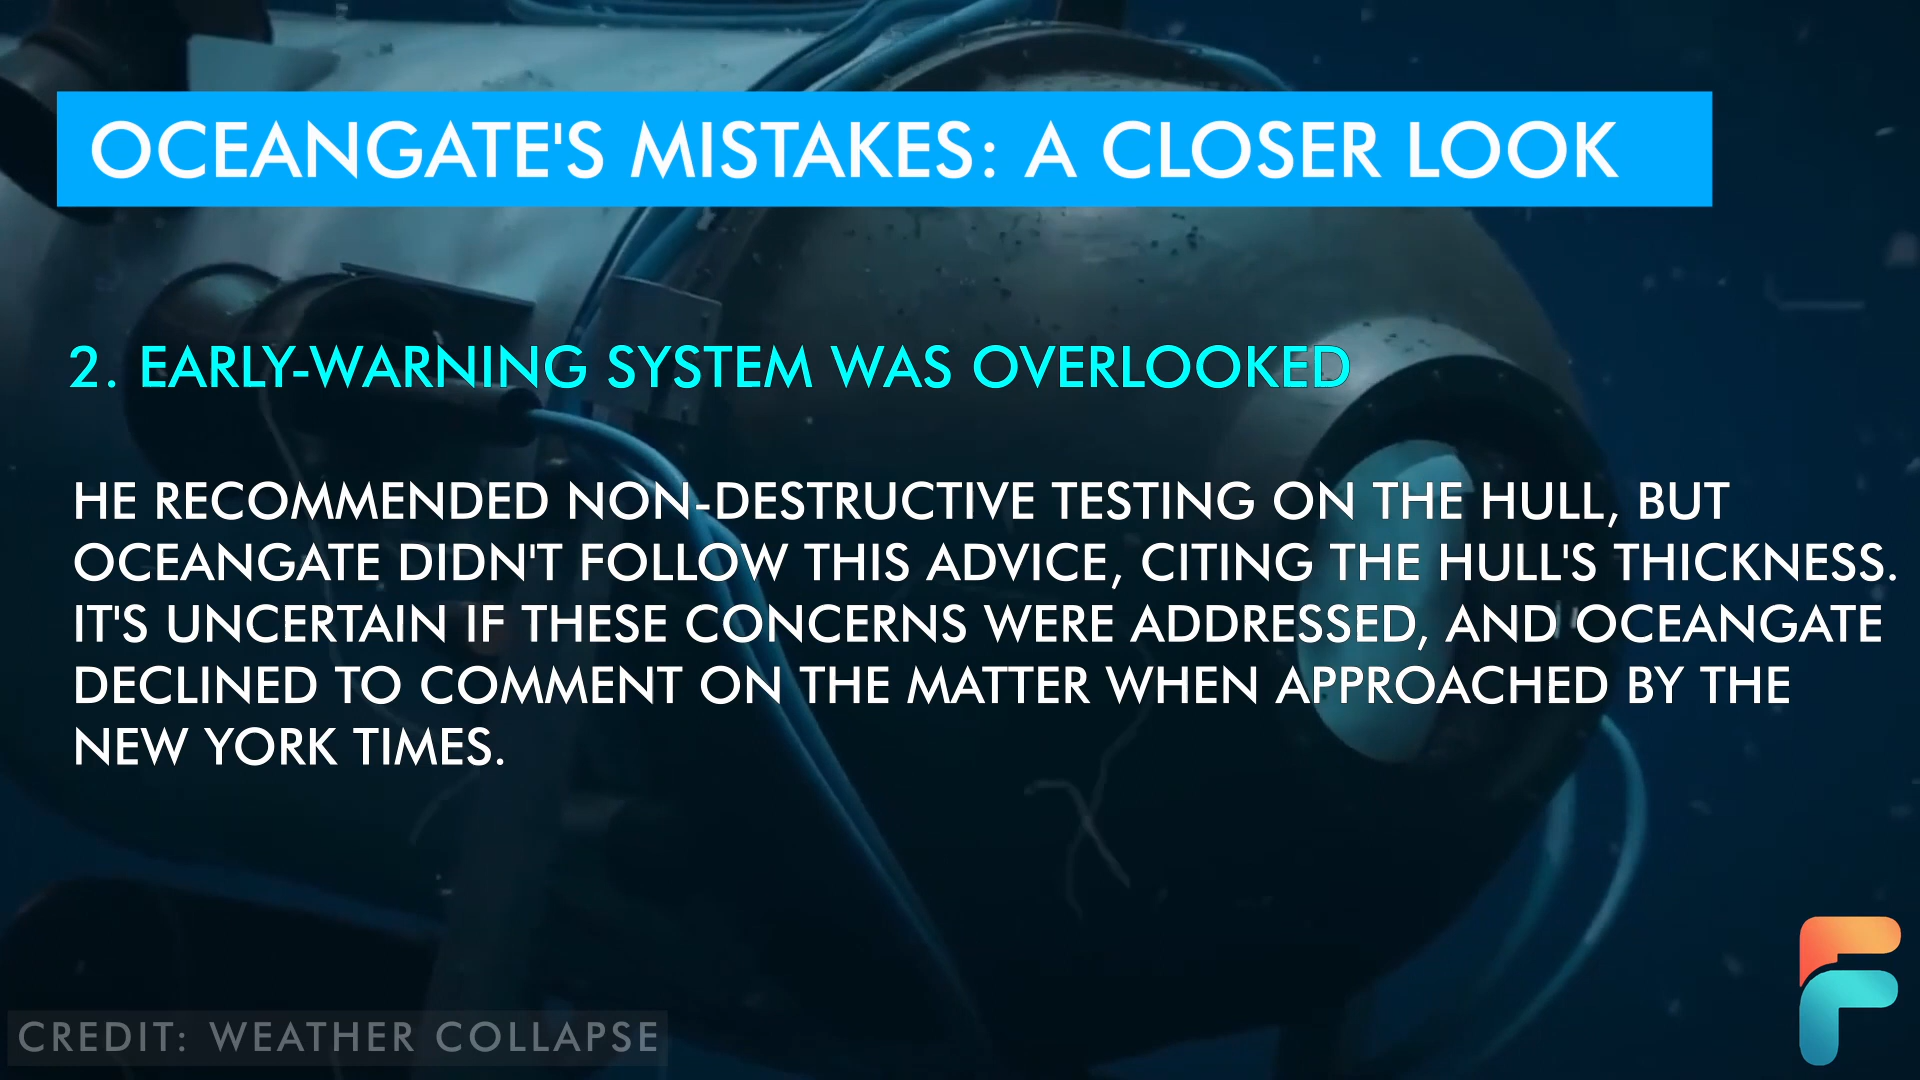 OCEANGATE'S MISTAKES: A CLOSER LOOK
2. EARLY-WARNING SYSTEM WAS OVERLOOKED
HE RECOMMENDED NON-DESTRUCTIVE TESTING ON THE HULL, BUT
OCEANGATE DIDN'T FOLLOW THIS ADVICE, CITING THE HULL'S THICKNESS.
IT'S UNCERTAIN IF THESE CONCERNS WERE ADDRESSED, AND OCEANGATE
DECLINED TO COMMENT ON THE MATTER WHEN APPROACHED BY THE
NEW YORK TIMES.
CREDIT: WEATHER COLLAPSE